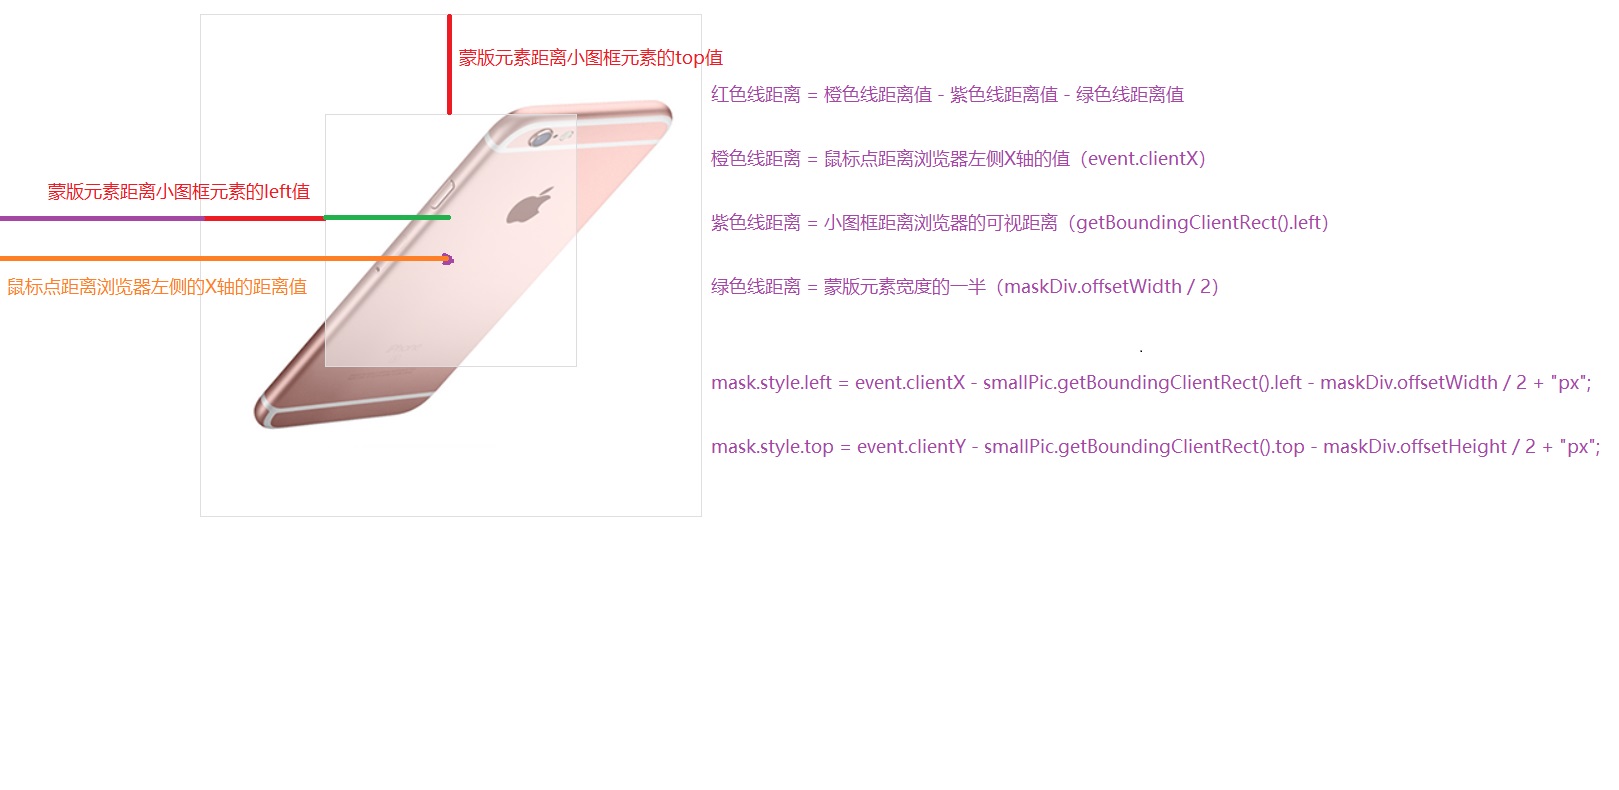 蒙版元素距离小图框元素的top值
红色线距离 = 橙色线距离值 - 紫色线距离值 - 绿色线距离值
橙色线距离 = 鼠标点距离浏览器左侧X轴的值（event.clientX）
蒙版元素距离小图框元素的left值
紫色线距离 = 小图框距离浏览器的可视距离（getBoundingClientRect().left）
鼠标点距离浏览器左侧的X轴的距离值
绿色线距离 = 蒙版元素宽度的一半（maskDiv.offsetWidth / 2）
mask.style.left = event.clientX - smallPic.getBoundingClientRect().left - maskDiv.offsetWidth / 2 + "px";
mask.style.top = event.clientY - smallPic.getBoundingClientRect().top - maskDiv.offsetHeight / 2 + "px";